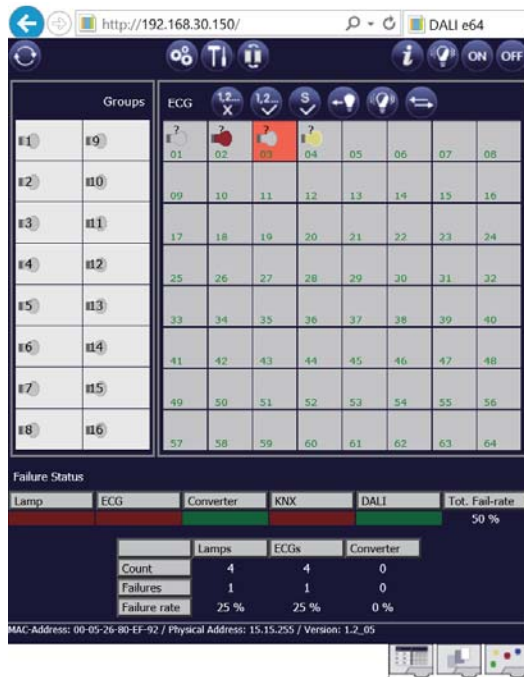 http://192.168.30.150/ DALI e64
i ON OFF
Groups ECG 1,2... 1,2... S
1 9 ? 01 ? 02 ? 03 ? 04 05 06 07 08
2 10 09 10 11 12 13 14 15 16
3 11 17 18 19 20 21 22 23 24
4 12 25 26 27 28 29 30 31 32
5 13 33 34 35 36 37 38 39 40
6 14 41 42 43 44 45 46 47 48
7 15 49 50 51 52 53 54 55 56
8 16 57 58 59 60 61 62 63 64
Failure Status
Lamp ECG Converter KNX DALI Tot. Fail-rate
50 %
Lamps ECGs Converter
Count 4 4 0
Failures 1 1 0
Failure rate 25 % 25 % 0 %
MAC-Address: 00-05-26-80-EF-92 / Physical Address: 15.15.255 / Version: 1.2_05